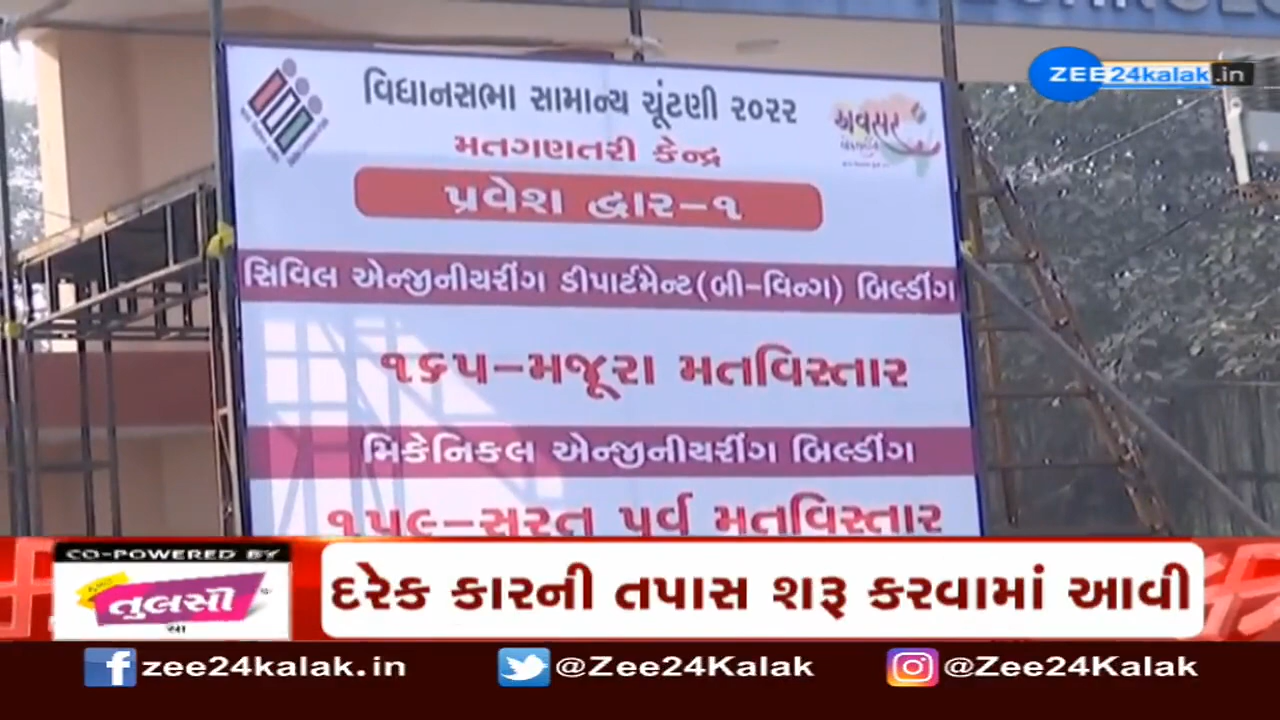 ZEE24kalak.in
વિધાનસભા સામાન્ય ચૂંટણી ૨૦૨૨
અવસર
મતગણતરી કેન્દ્ર
પ્રવેશ દ્વાર-૧
સિવિલ એન્જીનીયરીંગ ડીપાર્ટમેન્ટ(બી-વિન્ગ) બિલ્ડીંગ
૧૬૫-મજૂરા મતવિસ્તાર
મિકેનિકલ એન્જીનીયરીંગ બિલ્ડીંગ
૧૫૯-સુરત પૂર્વ મતવિસ્તાર
CO-POWERED BY
તુલસી
ચા
દરેક કારની તપાસ શરૂ કરવામાં આવી
zee24kalak.in @Zee24Kalak @Zee24Kalak